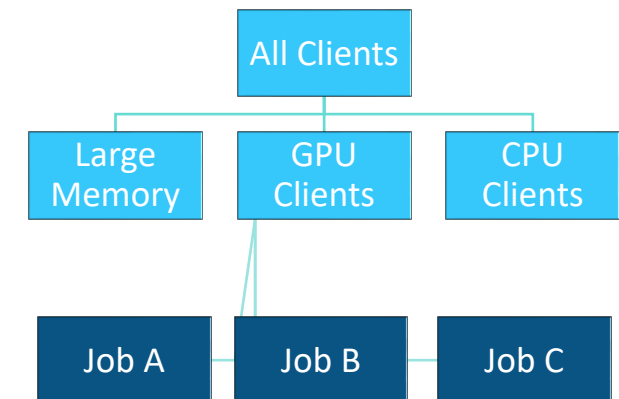 All Clients
Large
Memory
GPU
Clients
CPU
Clients
Job A
Job B
Job C